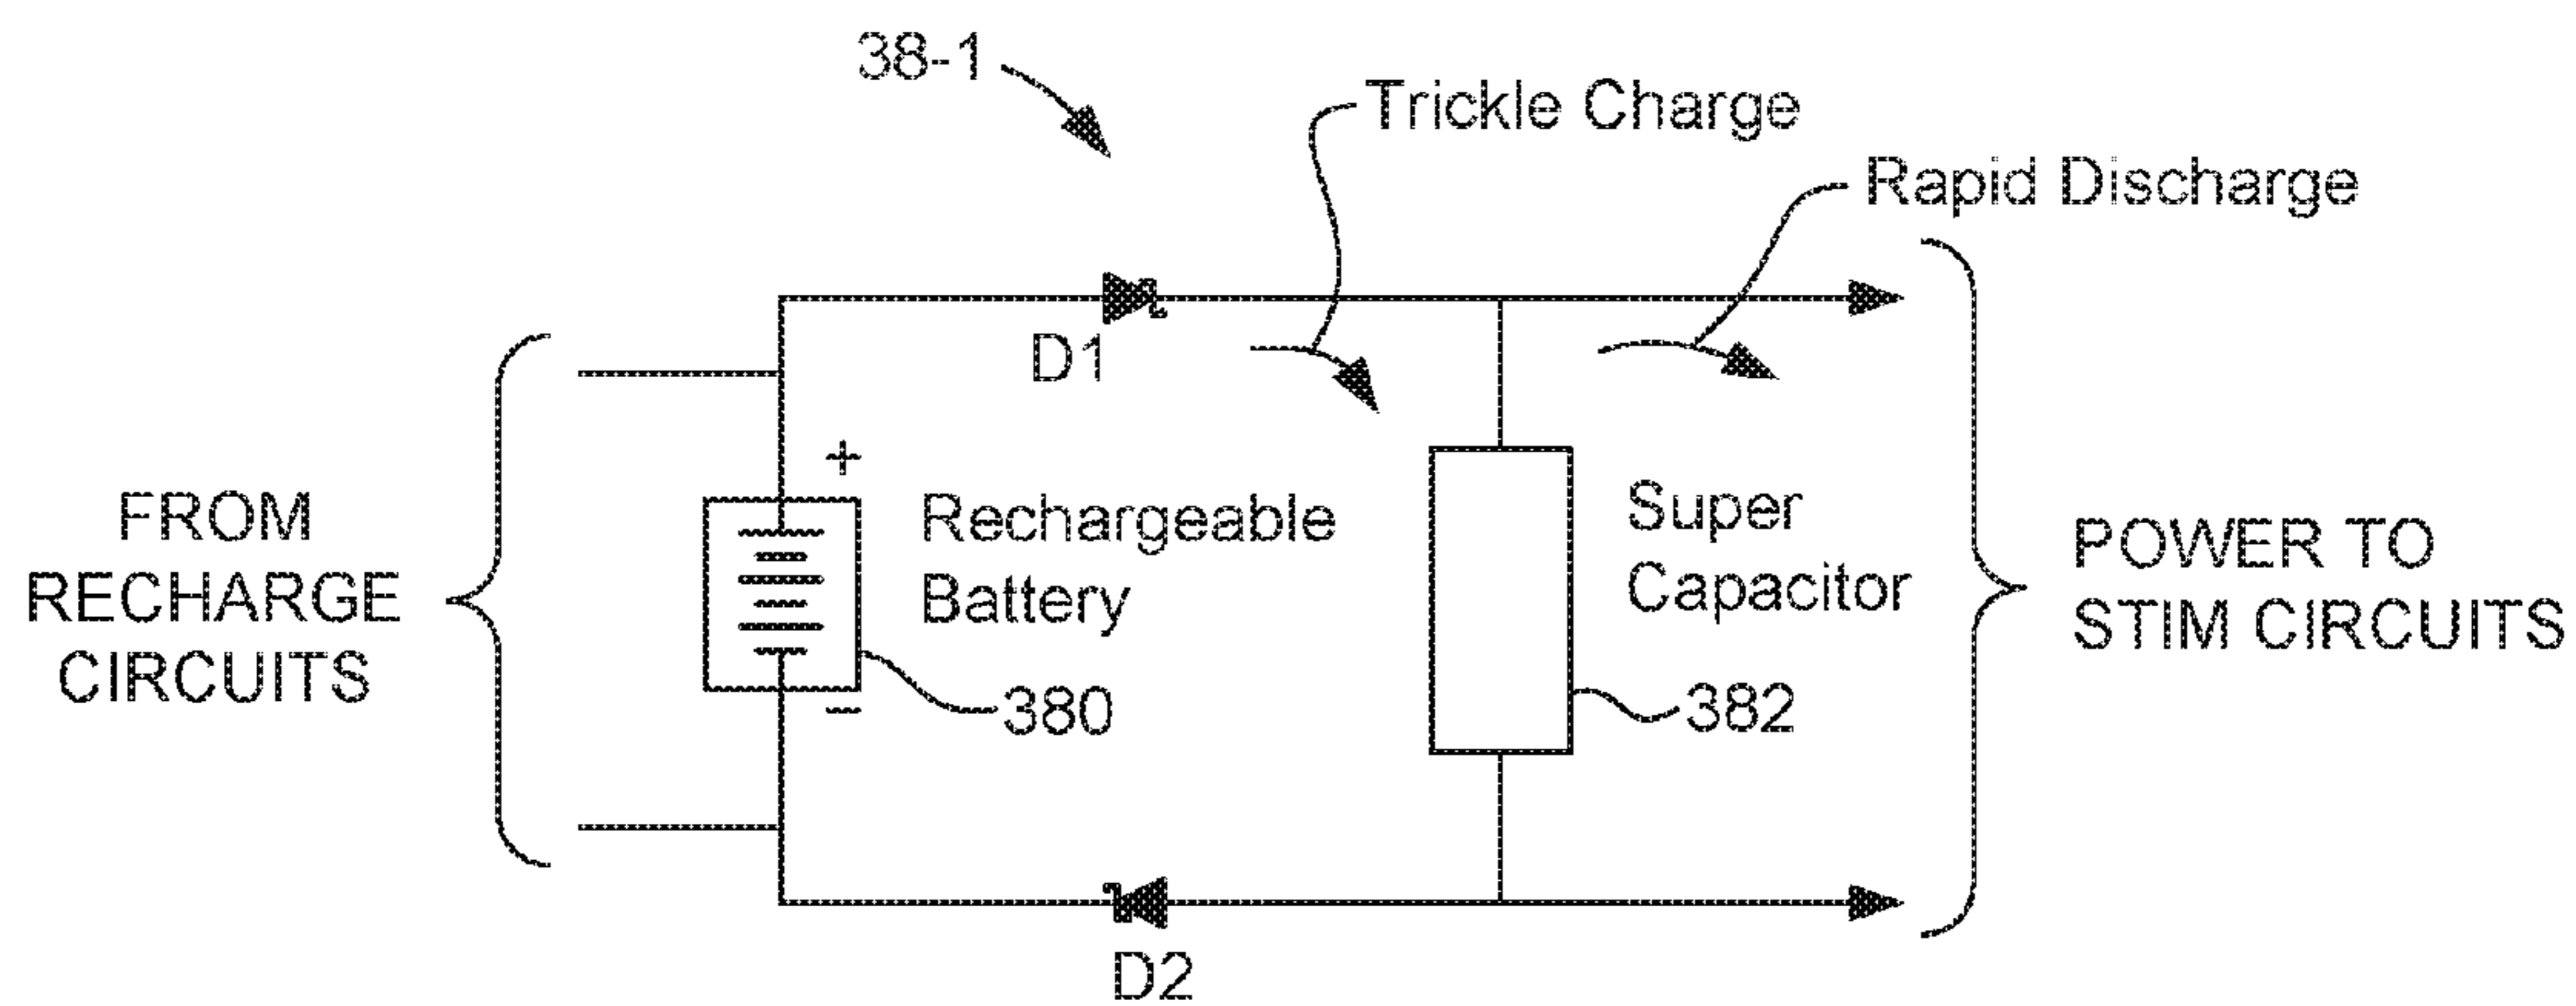 38-1
Trickle Charge
Rapid Discharge
D1
+
FROM
RECHARGE
CIRCUITS
Rechargeable
Battery
380
−
Super
Capacitor
382
POWER TO
STIM CIRCUITS
D2